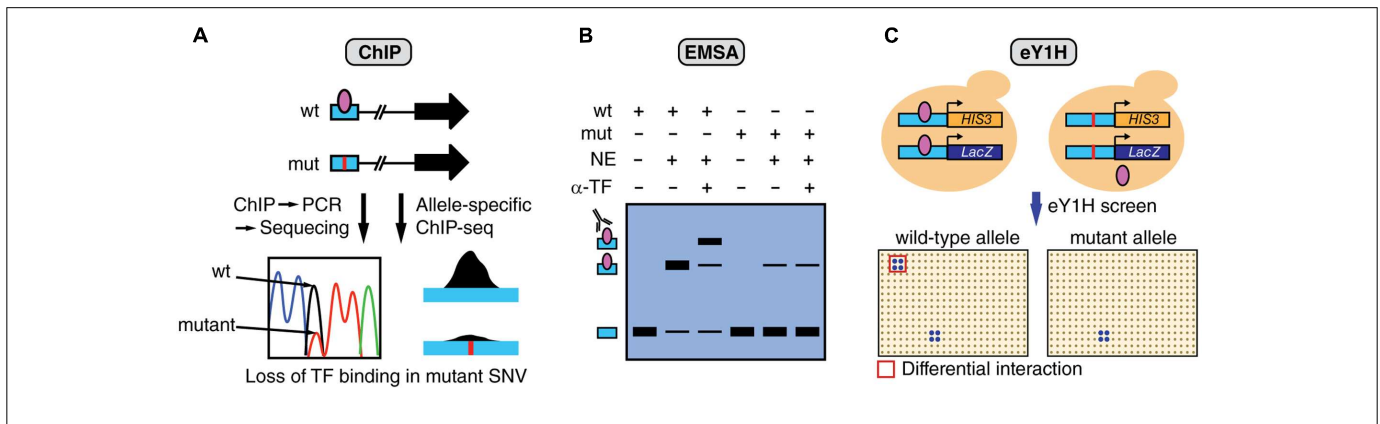 A
ChIP
wt
mut
ChIP → PCR
→ Sequecing
Allele-specific
ChIP-seq
wt
mutant
Loss of TF binding in mutant SNV
B
EMSA
wt + + + – – –
mut – – – + + +
NE – + + – + +
α-TF – – + – – +
C
eY1H
HIS3
LacZ
HIS3
LacZ
eY1H screen
wild-type allele
mutant allele
Differential interaction